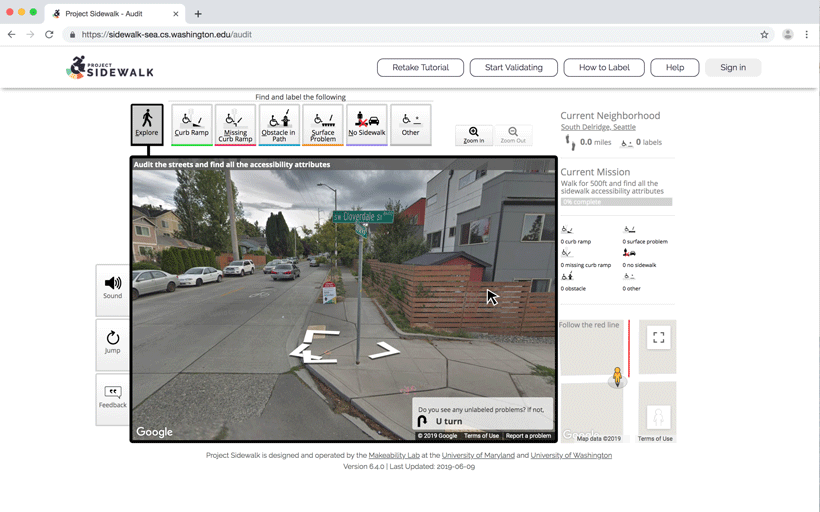 Project Sidewalk - Audit
https://sidewalk-sea.cs.washington.edu/audit
PROJECT
SIDEWALK
Retake Tutorial
Start Validating
How to Label
Help
Sign in
Find and label the following
Explore
Curb Ramp
Missing
Curb Ramp
Obstacle in
Path
Surface
Problem
No Sidewalk
Other
Zoom in
Zoom Out
Audit the streets and find all the accessibility attributes
SW Cloverdale St
Sound
Jump
Feedback
Do you see any unlabeled problems? If not,
U turn
Google
© 2019 Google
Terms of Use
Report a problem
Current Neighborhood
South Delridge, Seattle
0.0 miles
0 labels
Current Mission
Walk for 500ft and find all the
sidewalk accessibility attributes
0% complete
0 curb ramp
0 surface problem
0 missing curb ramp
0 no sidewalk
0 obstacle
0 other
Follow the red line
Google
Map data ©2019
Terms of Use
Project Sidewalk is designed and operated by the Makeability Lab at the University of Maryland and University of Washington
Version 6.4.0 | Last Updated: 2019-06-09